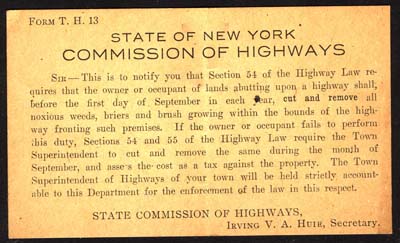 FORM T. H. 13
STATE OF NEW YORK
COMMISSION OF HIGHWAYS
SIR—This is to notify you that Section 54 of the Highway Law re-
quires that the owner or occupant of lands abutting upon a highway shall,
before the first day of September in each year, cut and remove all
noxious weeds, briers and brush growing within the bounds of the high-
way fronting such premises. If the owner or occupant fails to perform
this duty, Sections 54 and 55 of the Highway Law require the Town
Superintendent to cut and remove the same during the month of
September, and assess the cost as a tax against the property. The Town
Superintendent of Highways of your town will be held strictly account-
able to this Department for the enforcement of the law in this respect.
STATE COMMISSION OF HIGHWAYS,
IRVING V. A. HUIE, Secretary.